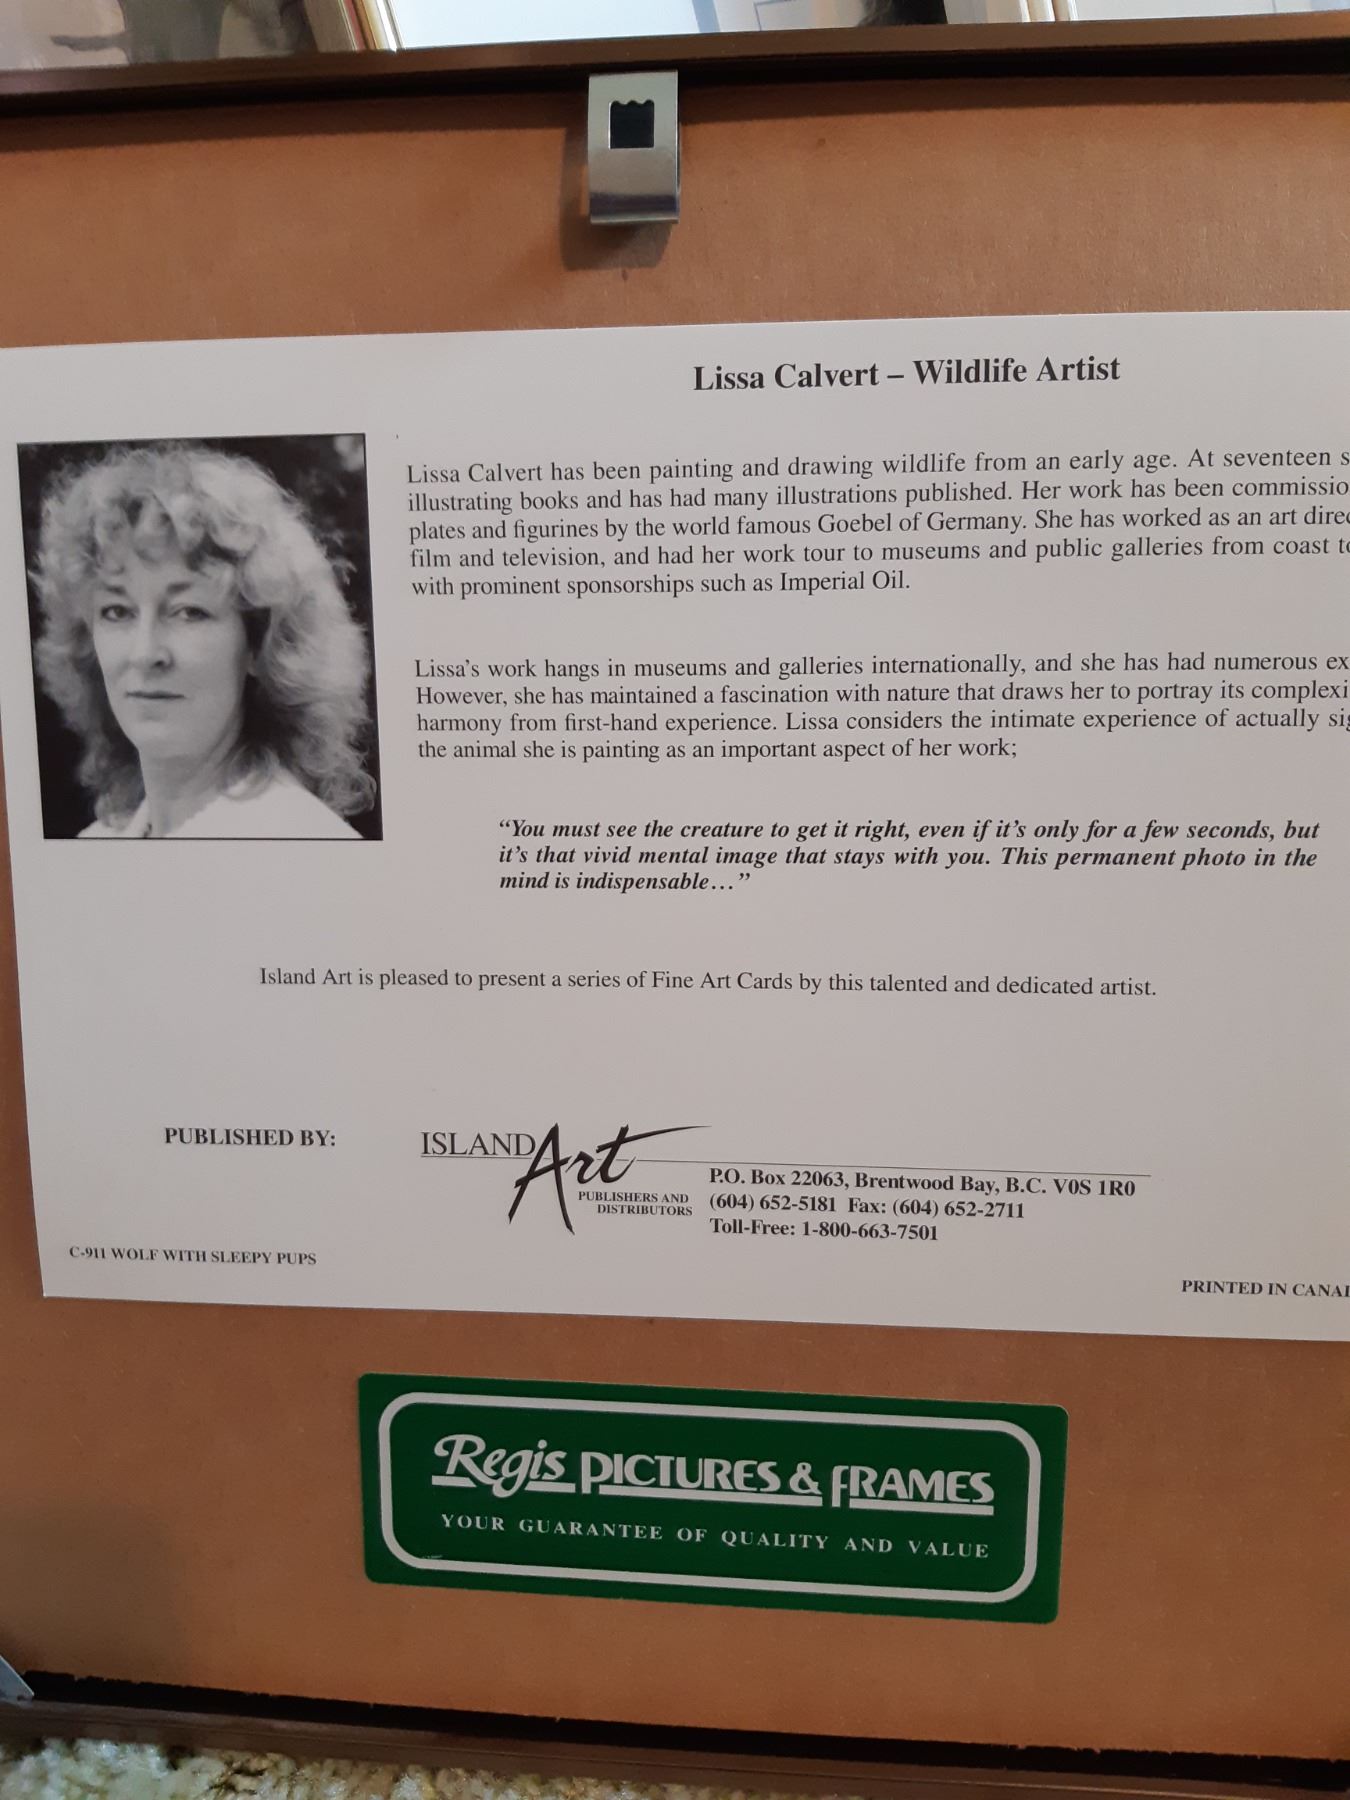 Lissa Calvert – Wildlife Artist
Lissa Calvert has been painting and drawing wildlife from an early age. At seventeen
illustrating books and has had many illustrations published. Her work has been
plates and figurines by the world famous Goebel of Germany. She has worked as an art
film and television, and had her work tour to museums and public galleries from coast
with prominent sponsorships such as Imperial Oil.
Lissa's work hangs in museums and galleries internationally, and she has had numerous
However, she has maintained a fascination with nature that draws her to portray its
harmony from first-hand experience. Lissa considers the intimate experience of actually
the animal she is painting as an important aspect of her work;
“You must see the creature to get it right, even if it's only for a few seconds, but
it's that vivid mental image that stays with you. This permanent photo in the
mind is indispensable…”
Island Art is pleased to present a series of Fine Art Cards by this talented and dedicated artist.
PUBLISHED BY:
ISLAND Art
PUBLISHERS AND
DISTRIBUTORS
P.O. Box 22063, Brentwood Bay, B.C. V0S 1R0
(604) 652-5181 Fax: (604) 652-2711
Toll-Free: 1-800-663-7501
C-911 WOLF WITH SLEEPY PUPS
PRINTED IN
Regis PICTURES & FRAMES
YOUR GUARANTEE OF QUALITY AND VALUE